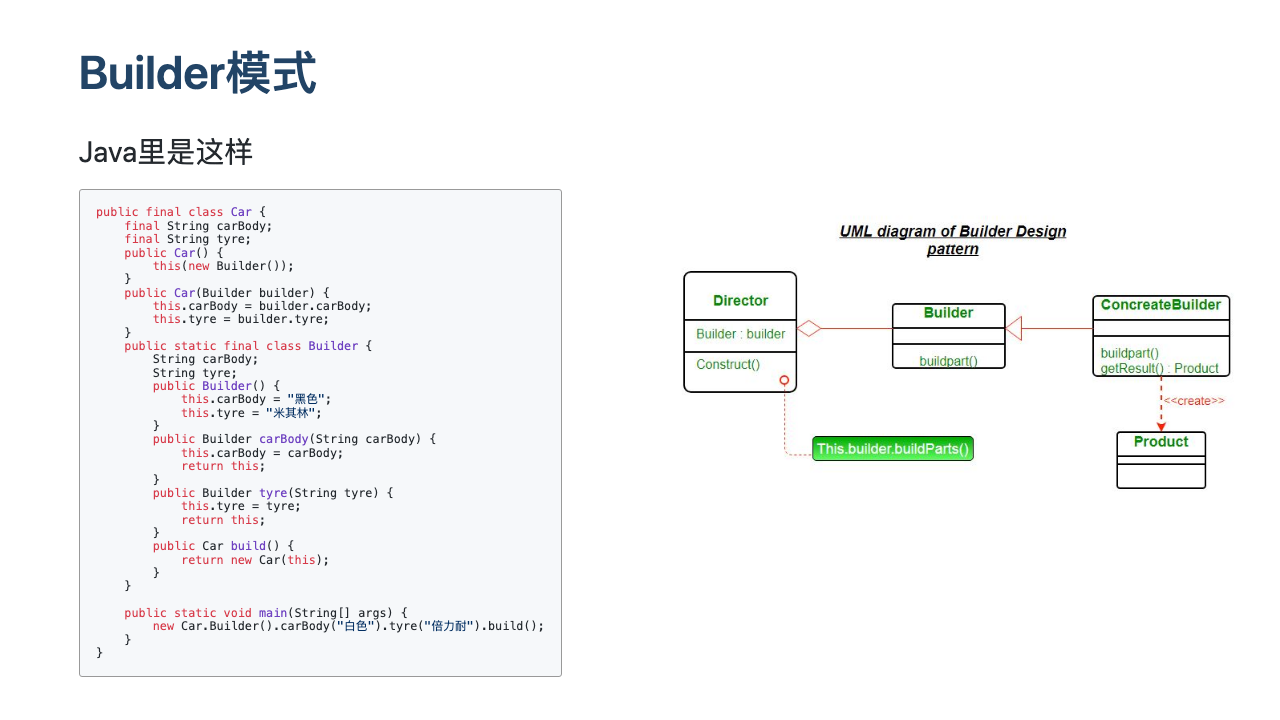 Builder模式
Java里是这样
public final class Car {
    final String carBody;
    final String tyre;
    public Car() {
        this(new Builder());
    }
    public Car(Builder builder) {
        this.carBody = builder.carBody;
        this.tyre = builder.tyre;
    }
    public static final class Builder {
        String carBody;
        String tyre;
        public Builder() {
            this.carBody = "黑色";
            this.tyre = "米其林";
        }
        public Builder carBody(String carBody) {
            this.carBody = carBody;
            return this;
        }
        public Builder tyre(String tyre) {
            this.tyre = tyre;
            return this;
        }
        public Car build() {
            return new Car(this);
        }
    }
    public static void main(String[] args) {
        new Car.Builder().carBody("白色").tyre("倍力耐").build();
    }
}
UML diagram of Builder Design
pattern
Director
Builder : builder
Construct()
Builder
buildpart()
ConcreateBuilder
buildpart()
getResult() : Product
<<create>>
This.builder.buildParts()
Product